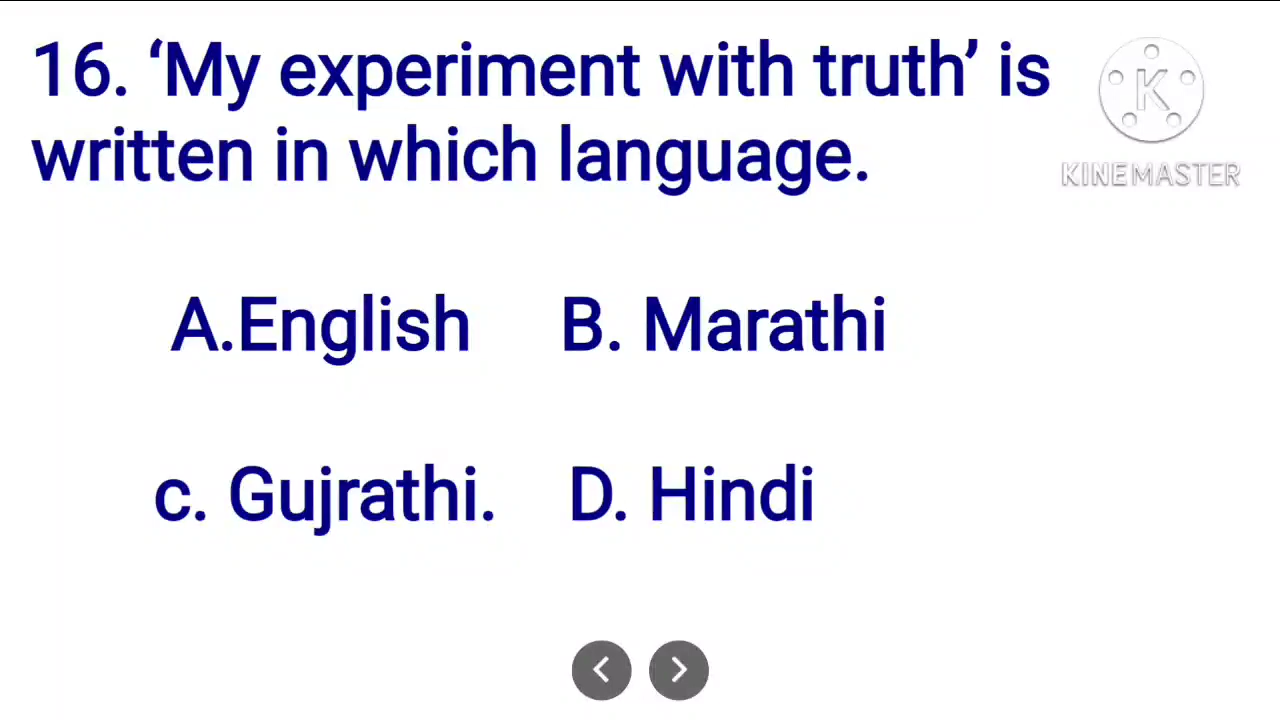 16. ‘My experiment with truth’ is
written in which language.
K
KINEMASTER
A.English B. Marathi
c. Gujrathi. D. Hindi